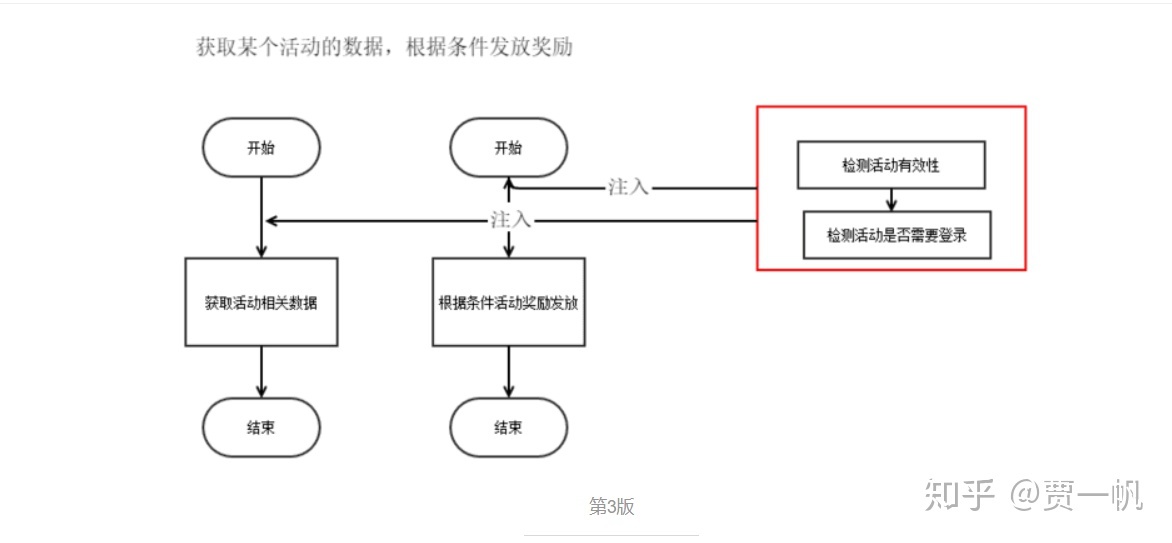 获取某个活动的数据，根据条件发放奖励
开始
开始
检测活动有效性
注入
注入
检测活动是否需要登录
获取活动相关数据
根据条件活动奖励发放
结束
结束
第3版
知乎 @贾一帆